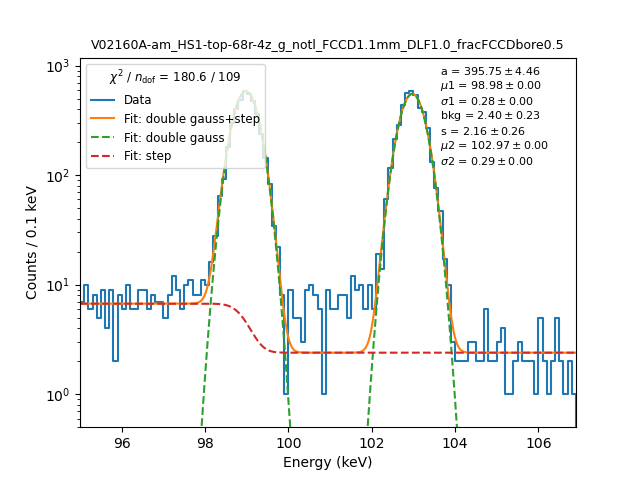 V02160A-am_HS1-top-68r-4z_g_notl_FCCD1.1mm_DLF1.0_fracFCCDbore0.5
χ² / n_dof = 180.6 / 109
Data
Fit: double gauss+step
Fit: double gauss
Fit: step
a = 395.75 ± 4.46
μ1 = 98.98 ± 0.00
σ1 = 0.28 ± 0.00
bkg = 2.40 ± 0.23
s = 2.16 ± 0.26
μ2 = 102.97 ± 0.00
σ2 = 0.29 ± 0.00
Counts / 0.1 keV
10³
10²
10¹
10⁰
96 98 100 102 104 106
Energy (keV)